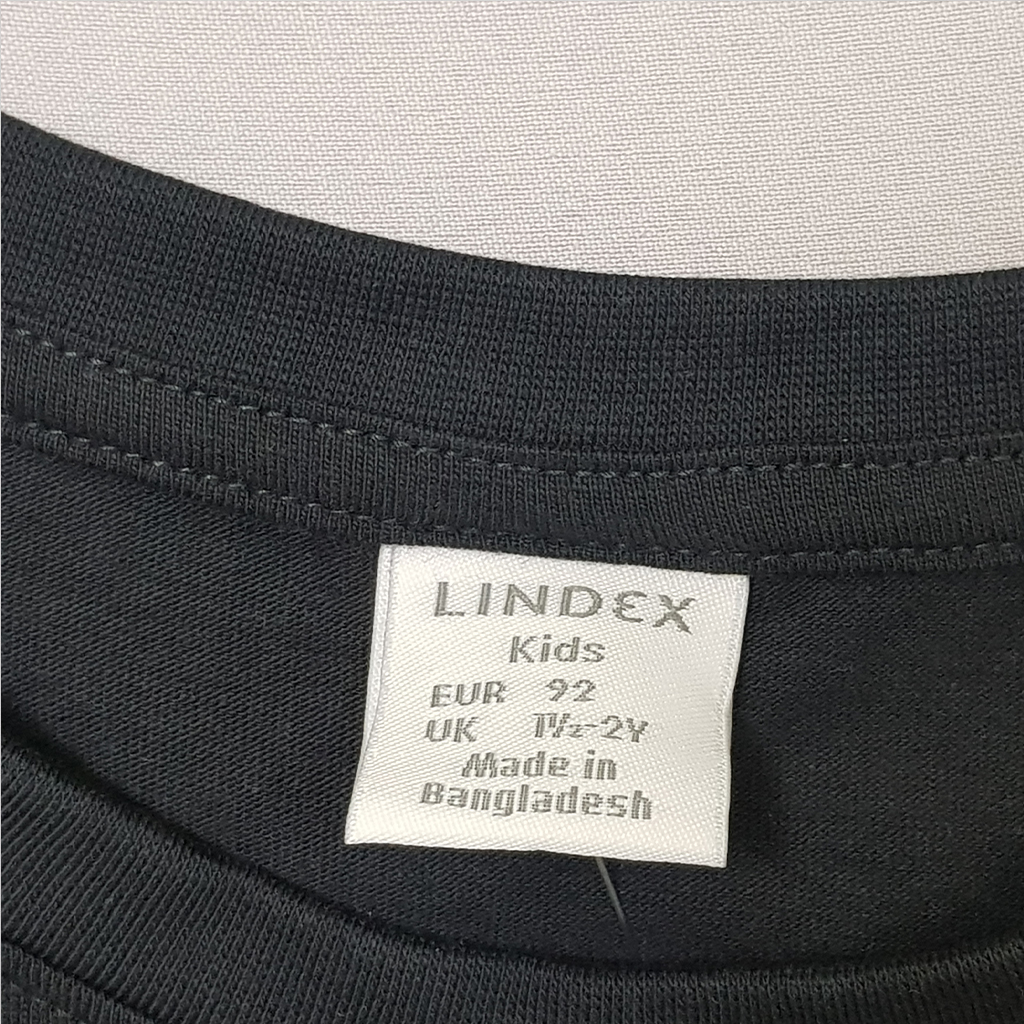 LINDEX
Kids
EUR 92
UK 1½-2Y
Made in
Bangladesh